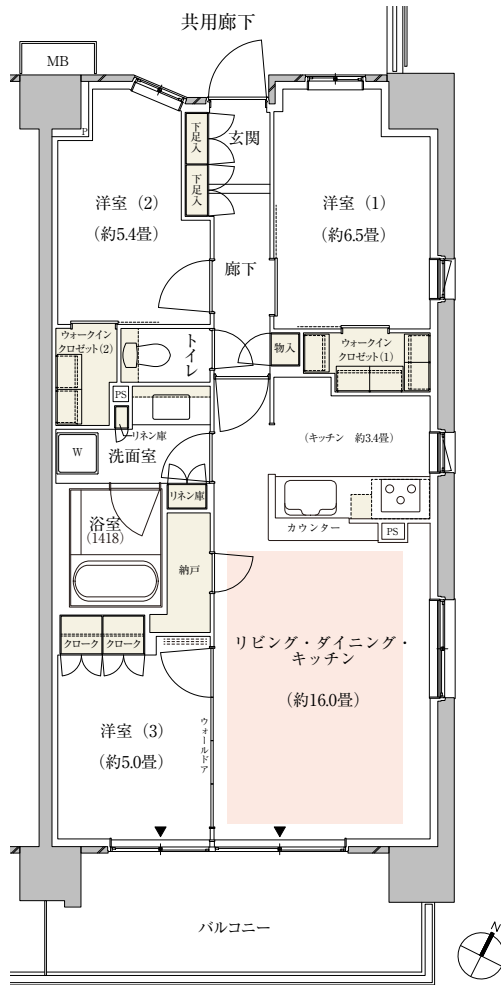 共用廊下
MB
P
下足入
玄関
下足入
洋室（2）
（約5.4畳）
洋室（1）
（約6.5畳）
廊下
ウォークイン
クロゼット(2)
トイレ
物入
ウォークイン
クロゼット(1)
PS
リネン庫
（キッチン 約3.4畳）
W
洗面室
リネン庫
浴室
(1418)
カウンター
PS
納戸
クローク
クローク
リビング・ダイニング・
キッチン
（約16.0畳）
洋室（3）
（約5.0畳）
ウォールドア
バルコニー
N